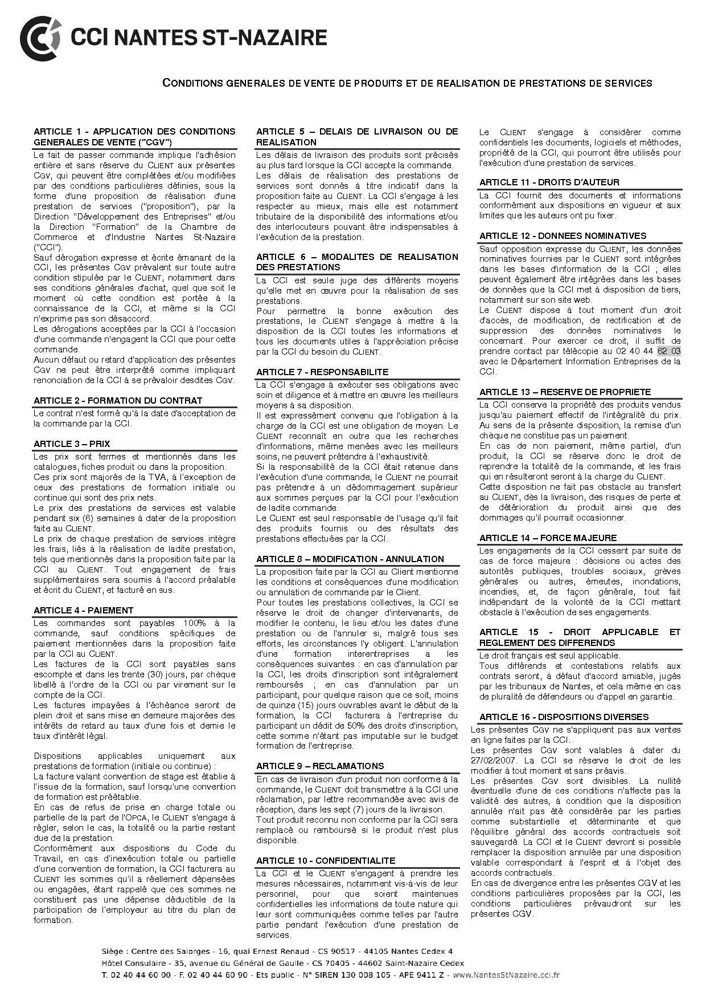 CCI NANTES ST-NAZAIRE
CONDITIONS GENERALES DE VENTE DE PRODUITS ET DE REALISATION DE PRESTATIONS DE SERVICES
ARTICLE 1 - APPLICATION DES CONDITIONS
GENERALES DE VENTE ("CGV")
Le fait de passer commande implique l'adhésion
entière et sans réserve du CLIENT aux présentes
CGV, qui peuvent être complétées et/ou modifiées
par des conditions particulières définies, sous la
forme d'une proposition de réalisation d'une
prestation de services ("proposition"), par la
Direction "Développement des Entreprises" et/ou
la Direction "Formation" de la Chambre de
Commerce et d'Industrie Nantes St-Nazaire
("CCI").
Sauf dérogation expresse et écrite émanant de la
CCI, les présentes CGV prévalent sur toute autre
condition stipulée par le CLIENT, notamment dans
ses conditions générales d'achat, quel que soit le
moment où cette condition est portée à la
connaissance de la CCI, et même si la CCI
n'exprime pas son désaccord.
Les dérogations acceptées par la CCI à l'occasion
d'une commande n'engagent la CCI que pour cette
commande.
Aucun défaut ou retard d'application des présentes
CGV ne peut être interprété comme impliquant
renonciation de la CCI à se prévaloir desdites CGV.
ARTICLE 2 - FORMATION DU CONTRAT
Le contrat n'est formé qu'à la date d'acceptation de
la commande par la CCI.
ARTICLE 3 – PRIX
Les prix sont fermes et mentionnés dans les
catalogues, fiches produit ou dans la proposition.
Ces prix sont majorés de la TVA, à l'exception de
ceux des prestations de formation initiale ou
continue qui sont des prix nets.
Le prix des prestations de services est valable
pendant six (6) semaines à dater de la proposition
faite au CLIENT.
Le prix de chaque prestation de services intègre
les frais, liés à la réalisation de ladite prestation,
tels que mentionnés dans la proposition faite par la
CCI au CLIENT. Tout engagement de frais
supplémentaires sera soumis à l'accord préalable
et écrit du CLIENT, et facturé en sus.
ARTICLE 4 - PAIEMENT
Les commandes sont payables 100% à la
commande, sauf conditions spécifiques de
paiement mentionnées dans la proposition faite
par la CCI au CLIENT.
Les factures de la CCI sont payables sans
escompte et dans les trente (30) jours, par chèque
libellé à l'ordre de la CCI ou par virement sur le
compte de la CCI.
Les factures impayées à l'échéance seront de
plein droit et sans mise en demeure majorées des
intérêts de retard au taux d'une fois et demie le
taux d'intérêt légal.
Dispositions applicables uniquement aux
prestations de formation (initiale ou continue) :
La facture valant convention de stage est établie à
l'issue de la formation, sauf lorsqu'une convention
de formation est préétablie.
En cas de refus de prise en charge totale ou
partielle de la part de l'OPCA, le CLIENT s'engage à
régler, selon le cas, la totalité ou la partie restant
due de la prestation.
Conformément aux dispositions du Code du
Travail, en cas d'inexécution totale ou partielle
d'une convention de formation, la CCI facturera au
CLIENT les sommes qu'il a réellement dépensées
ou engagées, étant rappelé que ces sommes ne
constituent pas une dépense déductible de la
participation de l'employeur au titre du plan de
formation.
ARTICLE 5 – DELAIS DE LIVRAISON OU DE
REALISATION
Les délais de livraison des produits sont précisés
au plus tard lorsque la CCI accepte la commande.
Les délais de réalisation des prestations de
services sont donnés à titre indicatif dans la
proposition faite au CLIENT. La CCI s'engage à les
respecter au mieux, mais elle est notamment
tributaire de la disponibilité des informations et/ou
des interlocuteurs pouvant être indispensables à
l'exécution de la prestation.
ARTICLE 6 – MODALITES DE REALISATION
DES PRESTATIONS
La CCI est seule juge des différents moyens
qu'elle met en œuvre pour la réalisation de ses
prestations.
Pour permettre la bonne exécution des
prestations, le CLIENT s'engage à mettre à la
disposition de la CCI toutes les informations et
tous les documents utiles à l'appréciation précise
par la CCI du besoin du CLIENT.
ARTICLE 7 - RESPONSABILITE
La CCI s'engage à exécuter ses obligations avec
soin et diligence et à mettre en œuvre les meilleurs
moyens à sa disposition.
Il est expressément convenu que l'obligation à la
charge de la CCI est une obligation de moyen. Le
CLIENT reconnaît en outre que les recherches
d'informations, même menées avec les meilleurs
soins, ne peuvent prétendre à l'exhaustivité.
Si la responsabilité de la CCI était retenue dans
l'exécution d'une commande, le CLIENT ne pourrait
pas prétendre à un dédommagement supérieur
aux sommes perçues par la CCI pour l'exécution
de ladite commande.
Le CLIENT est seul responsable de l'usage qu'il fait
des produits fournis ou des résultats des
prestations effectuées par la CCI.
ARTICLE 8 – MODIFICATION - ANNULATION
La proposition faite par la CCI au Client mentionne
les conditions et conséquences d'une modification
ou annulation de commande par le Client.
Pour toutes les prestations collectives, la CCI se
réserve le droit de changer d'intervenants, de
modifier le contenu, le lieu et/ou les dates d'une
prestation ou de l'annuler si, malgré tous ses
efforts, les circonstances l'y obligent. L'annulation
d'une formation interentreprises a les
conséquences suivantes : en cas d'annulation par
la CCI, les droits d'inscription sont intégralement
remboursés ; en cas d'annulation par un
participant, pour quelque raison que ce soit, moins
de quinze (15) jours ouvrables avant le début de la
formation, la CCI facturera à l'entreprise du
participant un dédit de 50% des droits d'inscription,
cette somme n'étant pas imputable sur le budget
formation de l'entreprise.
ARTICLE 9 – RECLAMATIONS
En cas de livraison d'un produit non conforme à la
commande, le CLIENT doit transmettre à la CCI une
réclamation, par lettre recommandée avec avis de
réception, dans les sept (7) jours de la livraison.
Tout produit reconnu non conforme par la CCI sera
remplacé ou remboursé si le produit n'est plus
disponible.
ARTICLE 10 - CONFIDENTIALITE
La CCI et le CLIENT s'engagent à prendre les
mesures nécessaires, notamment vis-à-vis de leur
personnel, pour que soient maintenues
confidentielles les informations de toute nature qui
leur sont communiquées comme telles par l'autre
partie pendant l'exécution d'une prestation de
services.
Le CLIENT s'engage à considérer comme
confidentiels les documents, logiciels et méthodes,
propriété de la CCI, qui pourront être utilisés pour
l'exécution d'une prestation de services.
ARTICLE 11 - DROITS D'AUTEUR
La CCI fournit des documents et informations
conformément aux dispositions en vigueur et aux
limites que les auteurs ont pu fixer.
ARTICLE 12 - DONNEES NOMINATIVES
Sauf opposition expresse du CLIENT, les données
nominatives fournies par le CLIENT sont intégrées
dans les bases d'information de la CCI ; elles
peuvent également être intégrées dans les bases
de données que la CCI met à disposition de tiers,
notamment sur son site web.
Le CLIENT dispose à tout moment d'un droit
d'accès, de modification, de rectification et de
suppression des données nominatives le
concernant. Pour exercer ce droit, il suffit de
prendre contact par télécopie au 02 40 44 62 03
avec le Département Information Entreprises de la
CCI.
ARTICLE 13 – RESERVE DE PROPRIETE
La CCI conserve la propriété des produits vendus
jusqu'au paiement effectif de l'intégralité du prix.
Au sens de la présente disposition, la remise d'un
chèque ne constitue pas un paiement.
En cas de non paiement, même partiel, d'un
produit, la CCI se réserve donc le droit de
reprendre la totalité de la commande, et les frais
qui en résulteront seront à la charge du CLIENT.
Cette disposition ne fait pas obstacle au transfert
au CLIENT, dès la livraison, des risques de perte et
de détérioration du produit ainsi que des
dommages qu'il pourrait occasionner.
ARTICLE 14 – FORCE MAJEURE
Les engagements de la CCI cessent par suite de
cas de force majeure : décisions ou actes des
autorités publiques, troubles sociaux, grèves
générales ou autres, émeutes, inondations,
incendies, et, de façon générale, tout fait
indépendant de la volonté de la CCI mettant
obstacle à l'exécution de ses engagements.
ARTICLE 15 - DROIT APPLICABLE ET
REGLEMENT DES DIFFERENDS
Le droit français est seul applicable.
Tous différends et contestations relatifs aux
contrats seront, à défaut d'accord amiable, jugés
par les tribunaux de Nantes, et cela même en cas
de pluralité de défendeurs ou d'appel en garantie.
ARTICLE 16 - DISPOSITIONS DIVERSES
Les présentes CGV ne s'appliquent pas aux ventes
en ligne faites par la CCI.
Les présentes CGV sont valables à dater du
27/02/2007. La CCI se réserve le droit de les
modifier à tout moment et sans préavis.
Les présentes CGV sont divisibles. La nullité
éventuelle d'une de ces conditions n'affecte pas la
validité des autres, à condition que la disposition
annulée n'ait pas été considérée par les parties
comme substantielle et déterminante et que
l'équilibre général des accords contractuels soit
sauvegardé. La CCI et le CLIENT devront si possible
remplacer la disposition annulée par une disposition
valable correspondant à l'esprit et à l'objet des
accords contractuels.
En cas de divergence entre les présentes CGV et les
conditions particulières proposées par la CCI, les
conditions particulières prévaudront sur les
présentes CGV.
Siège : Centre des Salorges - 16, quai Ernest Renaud - CS 90517 - 44105 Nantes Cedex 4
Hôtel Consulaire - 35, avenue du Général de Gaulle - CS 70405 - 44602 Saint-Nazaire Cedex
T. 02 40 44 60 00 - F. 02 40 44 60 90 - Ets public - N° SIREN 130 008 105 - APE 9411 Z - www.NantesStNazaire.cci.fr